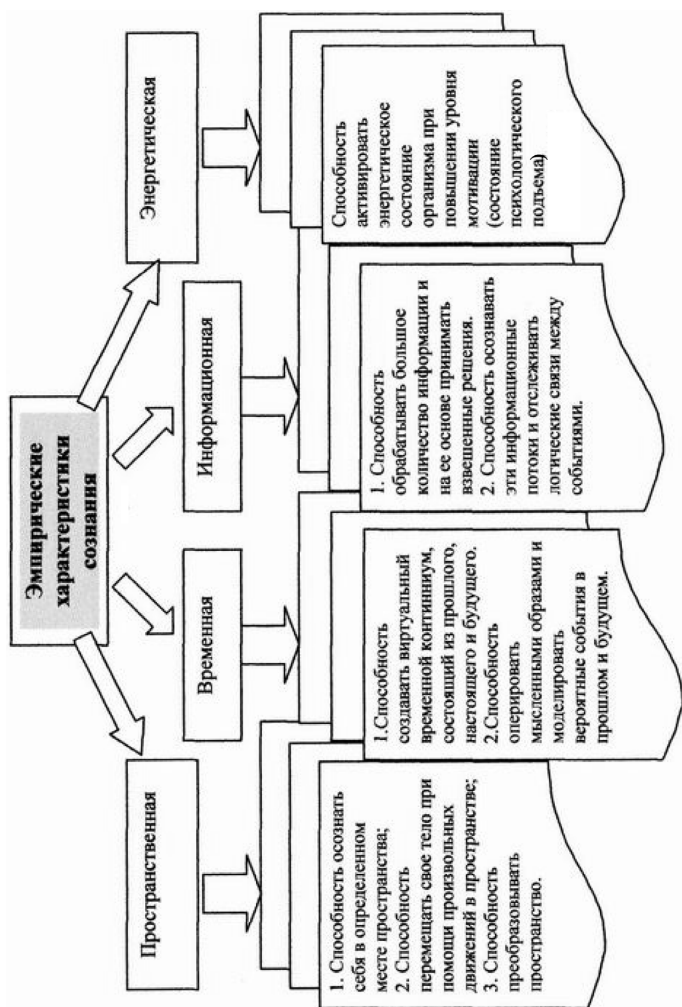 Эмпирические
характеристики
сознания
Пространственная
Временная
Информационная
Энергетическая
1. Способность осознать
себя в определенном
месте пространства;
2. Способность
перемещать свое тело при
помощи произвольных
движений в пространстве;
3. Способность
преобразовывать
пространство.
1.Способность
создавать виртуальный
временной континниум,
состоящий из прошлого,
настоящего и будущего.
2.Способность
оперировать
мысленными образами и
моделировать
вероятные события в
прошлом и будущем.
1. Способность
обрабатывать большое
количество информации и
на ее основе принимать
взвешенные решения.
2. Способность осознавать
эти информационные
потоки и отслеживать
логические связи между
событиями.
Способность
активировать
энергетическое
состояние
организма при
повышении уровня
мотивации
(состояние
психологического
подъема)